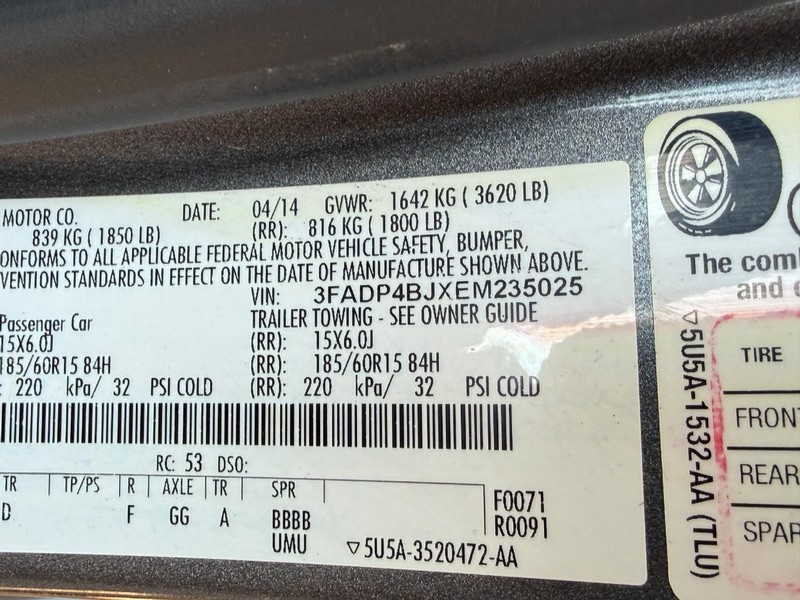 MOTOR CO. DATE: 04/14 GVWR: 1642 KG ( 3620 LB)
839 KG ( 1850 LB) (RR): 816 KG ( 1800 LB)
ONFORMS TO ALL APPLICABLE FEDERAL MOTOR VEHICLE SAFETY, BUMPER,
VENTION STANDARDS IN EFFECT ON THE DATE OF MANUFACTURE SHOWN ABOVE.
VIN: 3FADP4BJXEM235025
Passenger Car TRAILER TOWING - SEE OWNER GUIDE
15X6.0J (RR): 15X6.0J
185/60R15 84H (RR): 185/60R15 84H
: 220 kPa/ 32 PSI COLD (RR): 220 kPa/ 32 PSI COLD
RC: 53 DSO:
TR TP/PS R AXLE TR SPR F0071
D F GG A BBBB R0091
UMU ▽5U5A-3520472-AA
The com
and
▽5U5A-1532-AA (TLU)
TIRE
FRONT
REAR
SPAR